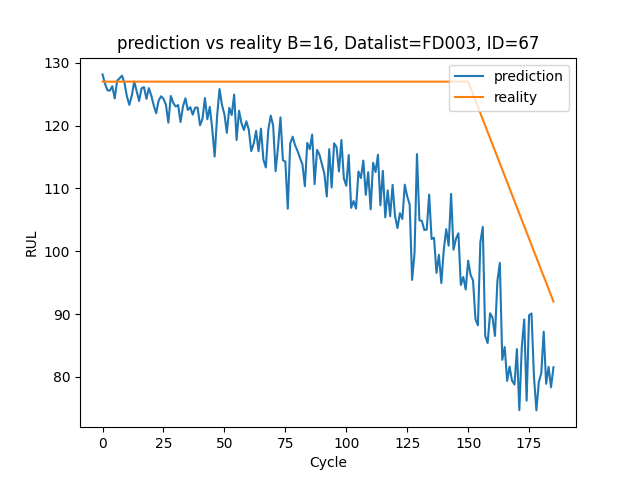 prediction vs reality B=16, Datalist=FD003, ID=67
130
120
110
100
90
80
RUL
prediction
reality
0
25
50
75
100
125
150
175
Cycle